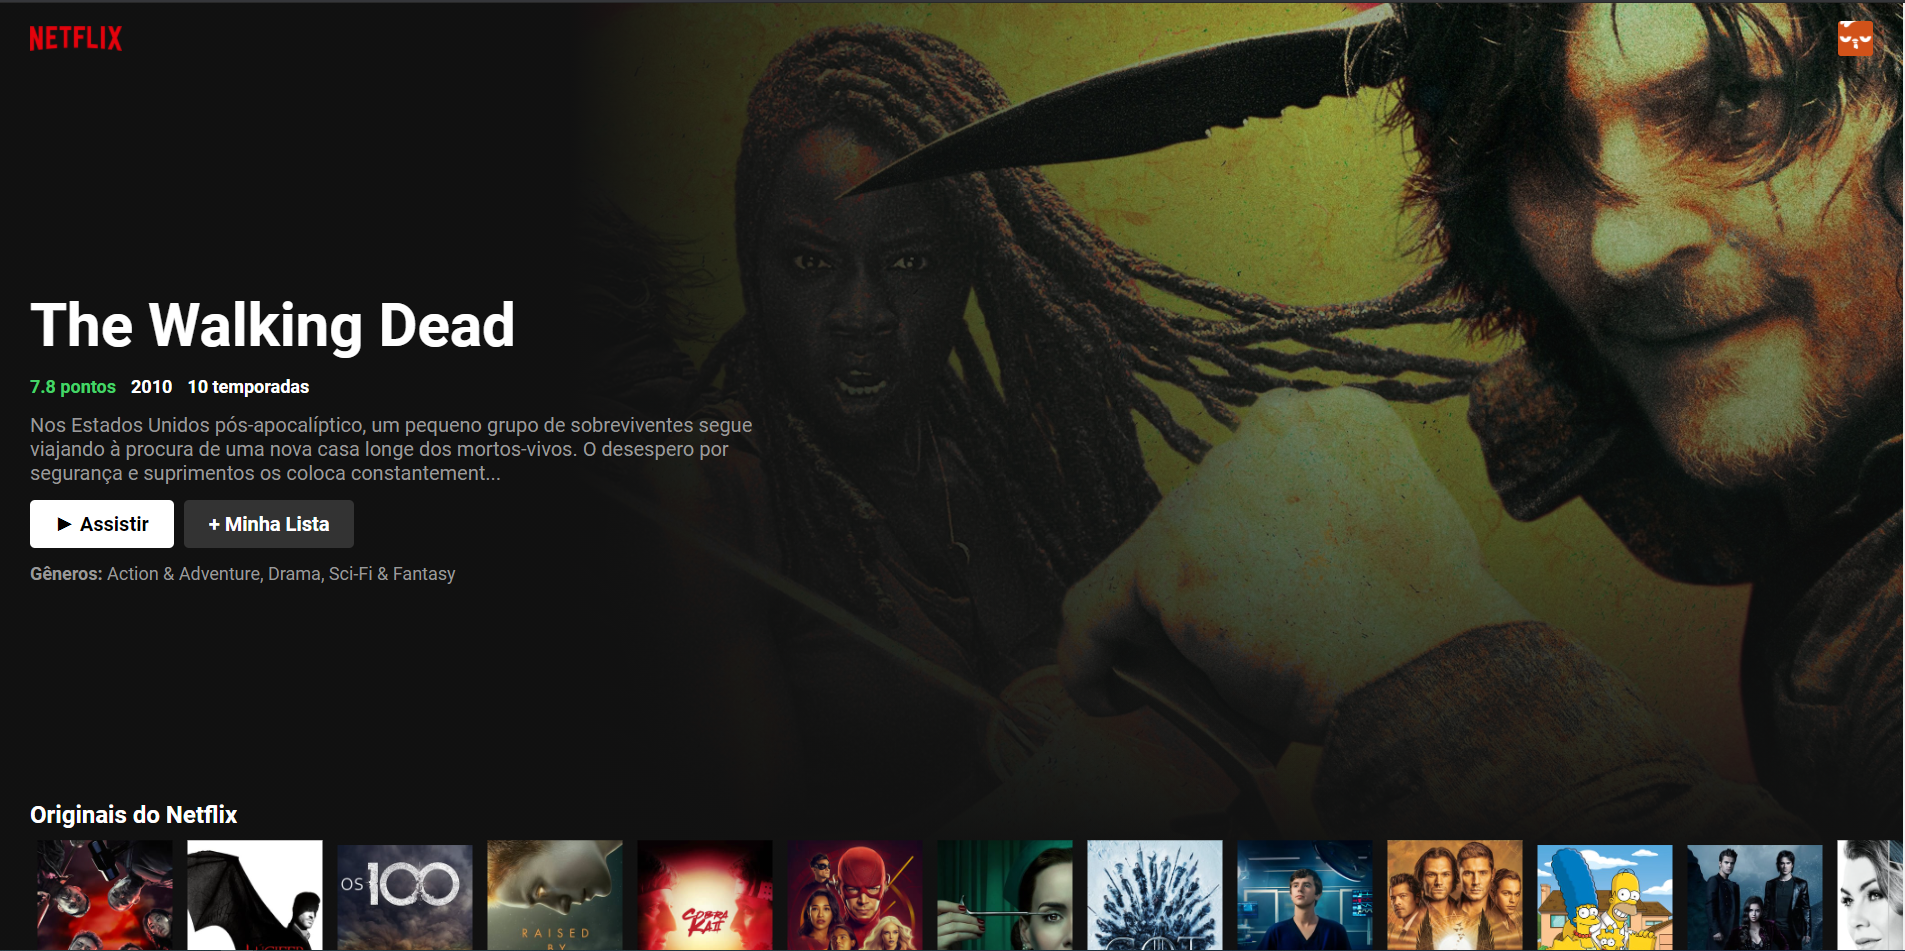 NETFLIX
The Walking Dead
7.8 pontos 2010 10 temporadas
Nos Estados Unidos pós-apocalíptico, um pequeno grupo de sobreviventes segue
viajando à procura de uma nova casa longe dos mortos-vivos. O desespero por
segurança e suprimentos os coloca constantement...
► Assistir
+ Minha Lista
Gêneros: Action & Adventure, Drama, Sci-Fi & Fantasy
Originais do Netflix
LUCIFER
OS 100
RAISED
BY
COBRA
KAI